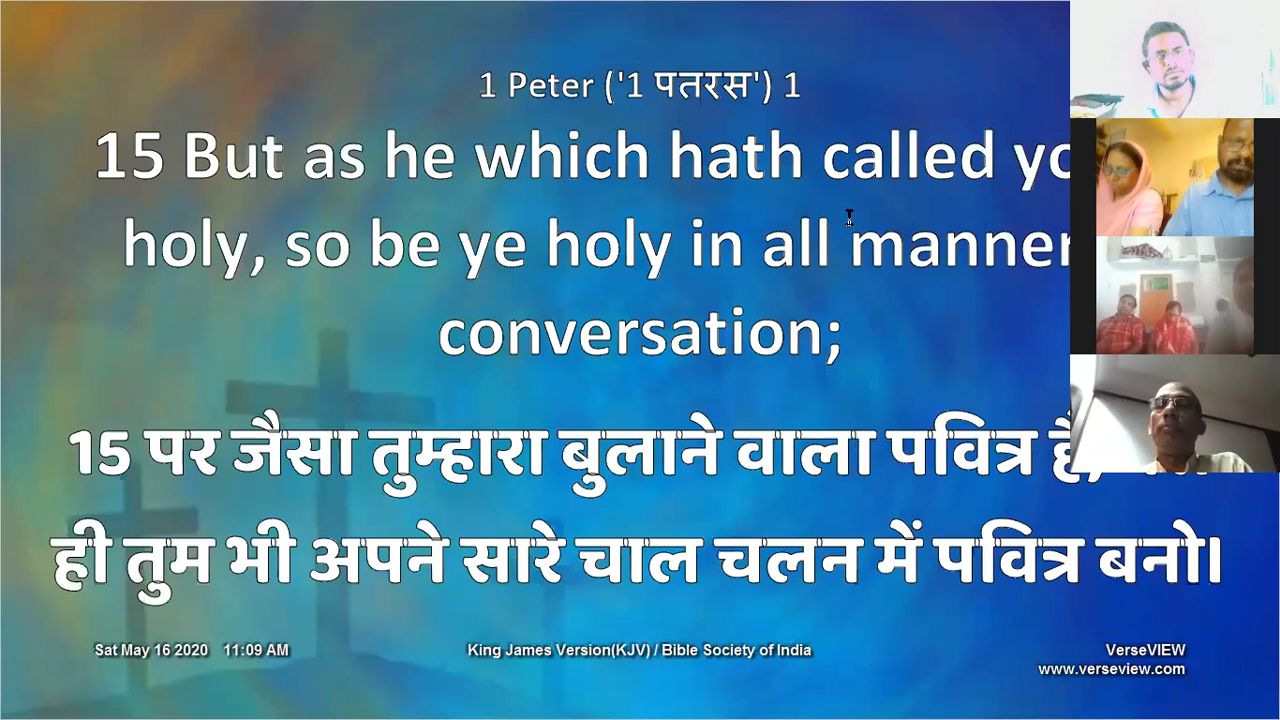 1 Peter ('1 पतरस') 1
15 But as he which hath called
holy, so be ye holy in all manner
conversation;
15 पर जैसा तुम्हारा बुलाने वाला पवित्र है,
ही तुम भी अपने सारे चाल चलन में पवित्र बनो।
Sat May 16 2020 11:09 AM
King James Version(KJV) / Bible Society of India
VerseVIEW
www.verseview.com